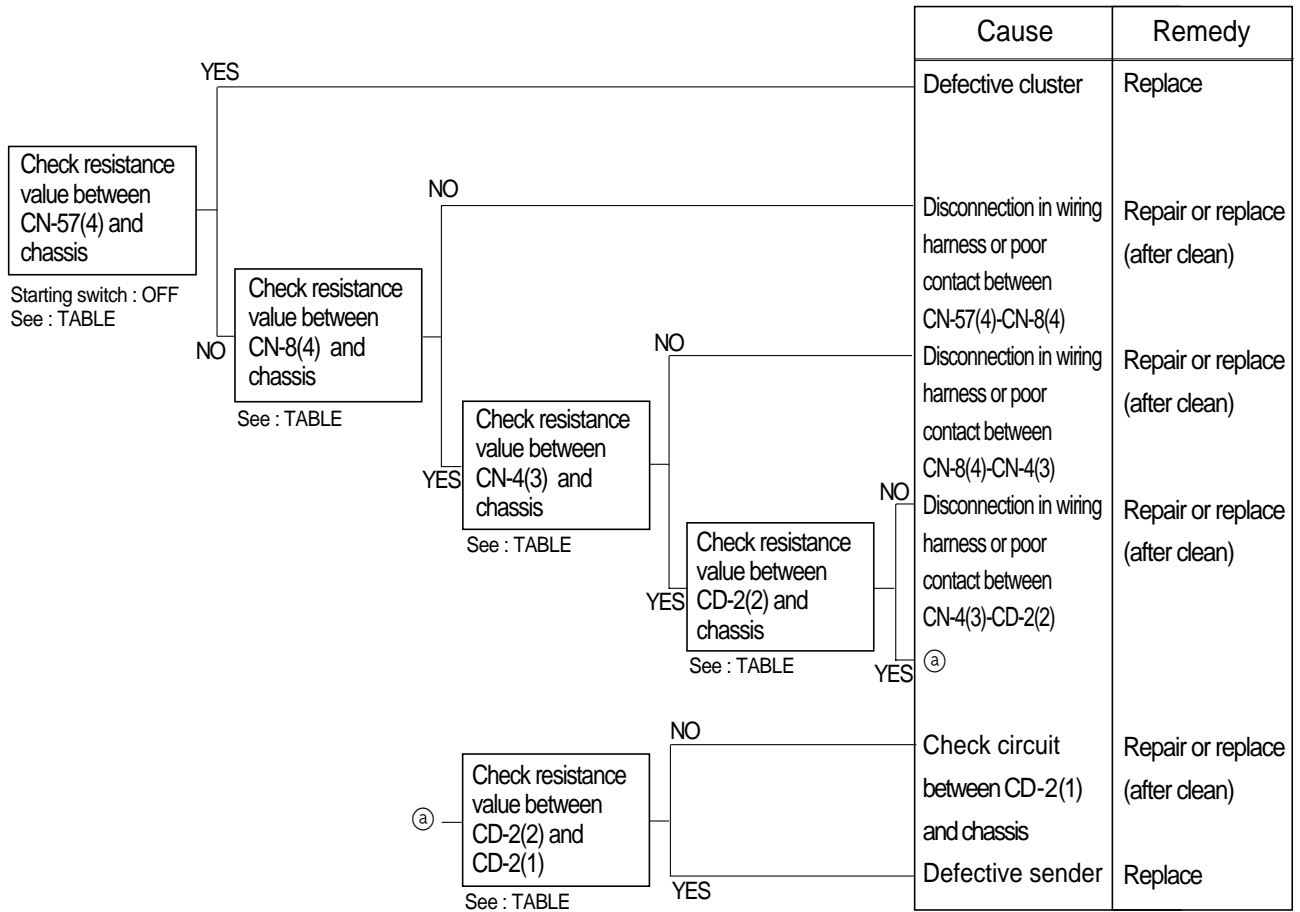 Cause
Remedy
YES
Defective cluster
Replace
Check resistance
value between
CN-57(4) and
chassis
Starting switch : OFF
See : TABLE
NO
Check resistance
value between
CN-8(4) and
chassis
See : TABLE
NO
Disconnection in wiring
harness or poor
contact between
CN-57(4)-CN-8(4)
Repair or replace
(after clean)
YES
Check resistance
value between
CN-4(3) and
chassis
See : TABLE
NO
Disconnection in wiring
harness or poor
contact between
CN-8(4)-CN-4(3)
Repair or replace
(after clean)
YES
Check resistance
value between
CD-2(2) and
chassis
See : TABLE
NO
Disconnection in wiring
harness or poor
contact between
CN-4(3)-CD-2(2)
Repair or replace
(after clean)
YES
ⓐ
ⓐ
Check resistance
value between
CD-2(2) and
CD-2(1)
See : TABLE
NO
Check circuit
between CD-2(1)
and chassis
Repair or replace
(after clean)
YES
Defective sender
Replace